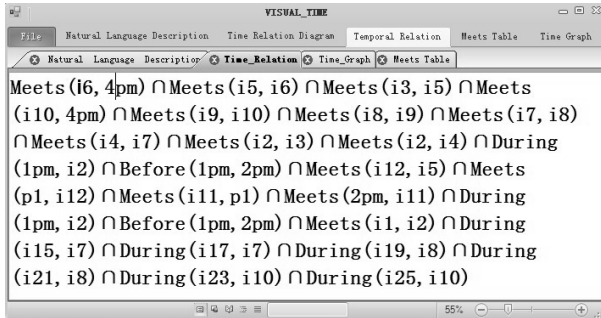 VISUAL_TIME
File Natural Language Description Time Relation Diagram Temporal Relation Meets Table Time Graph
Natural Language Descriptior Time_Relation Time_Graph Meets Table
Meets(i6,4pm)∩Meets(i5,i6)∩Meets(i3,i5)∩Meets
(i10,4pm)∩Meets(i9,i10)∩Meets(i8,i9)∩Meets(i7,i8)
∩Meets(i4,i7)∩Meets(i2,i3)∩Meets(i2,i4)∩During
(1pm,i2)∩Before(1pm,2pm)∩Meets(i12,i5)∩Meets
(p1,i12)∩Meets(i11,p1)∩Meets(2pm,i11)∩During
(1pm,i2)∩Before(1pm,2pm)∩Meets(i1,i2)∩During
(i15,i7)∩During(i17,i7)∩During(i19,i8)∩During
(i21,i8)∩During(i23,i10)∩During(i25,i10)
55%